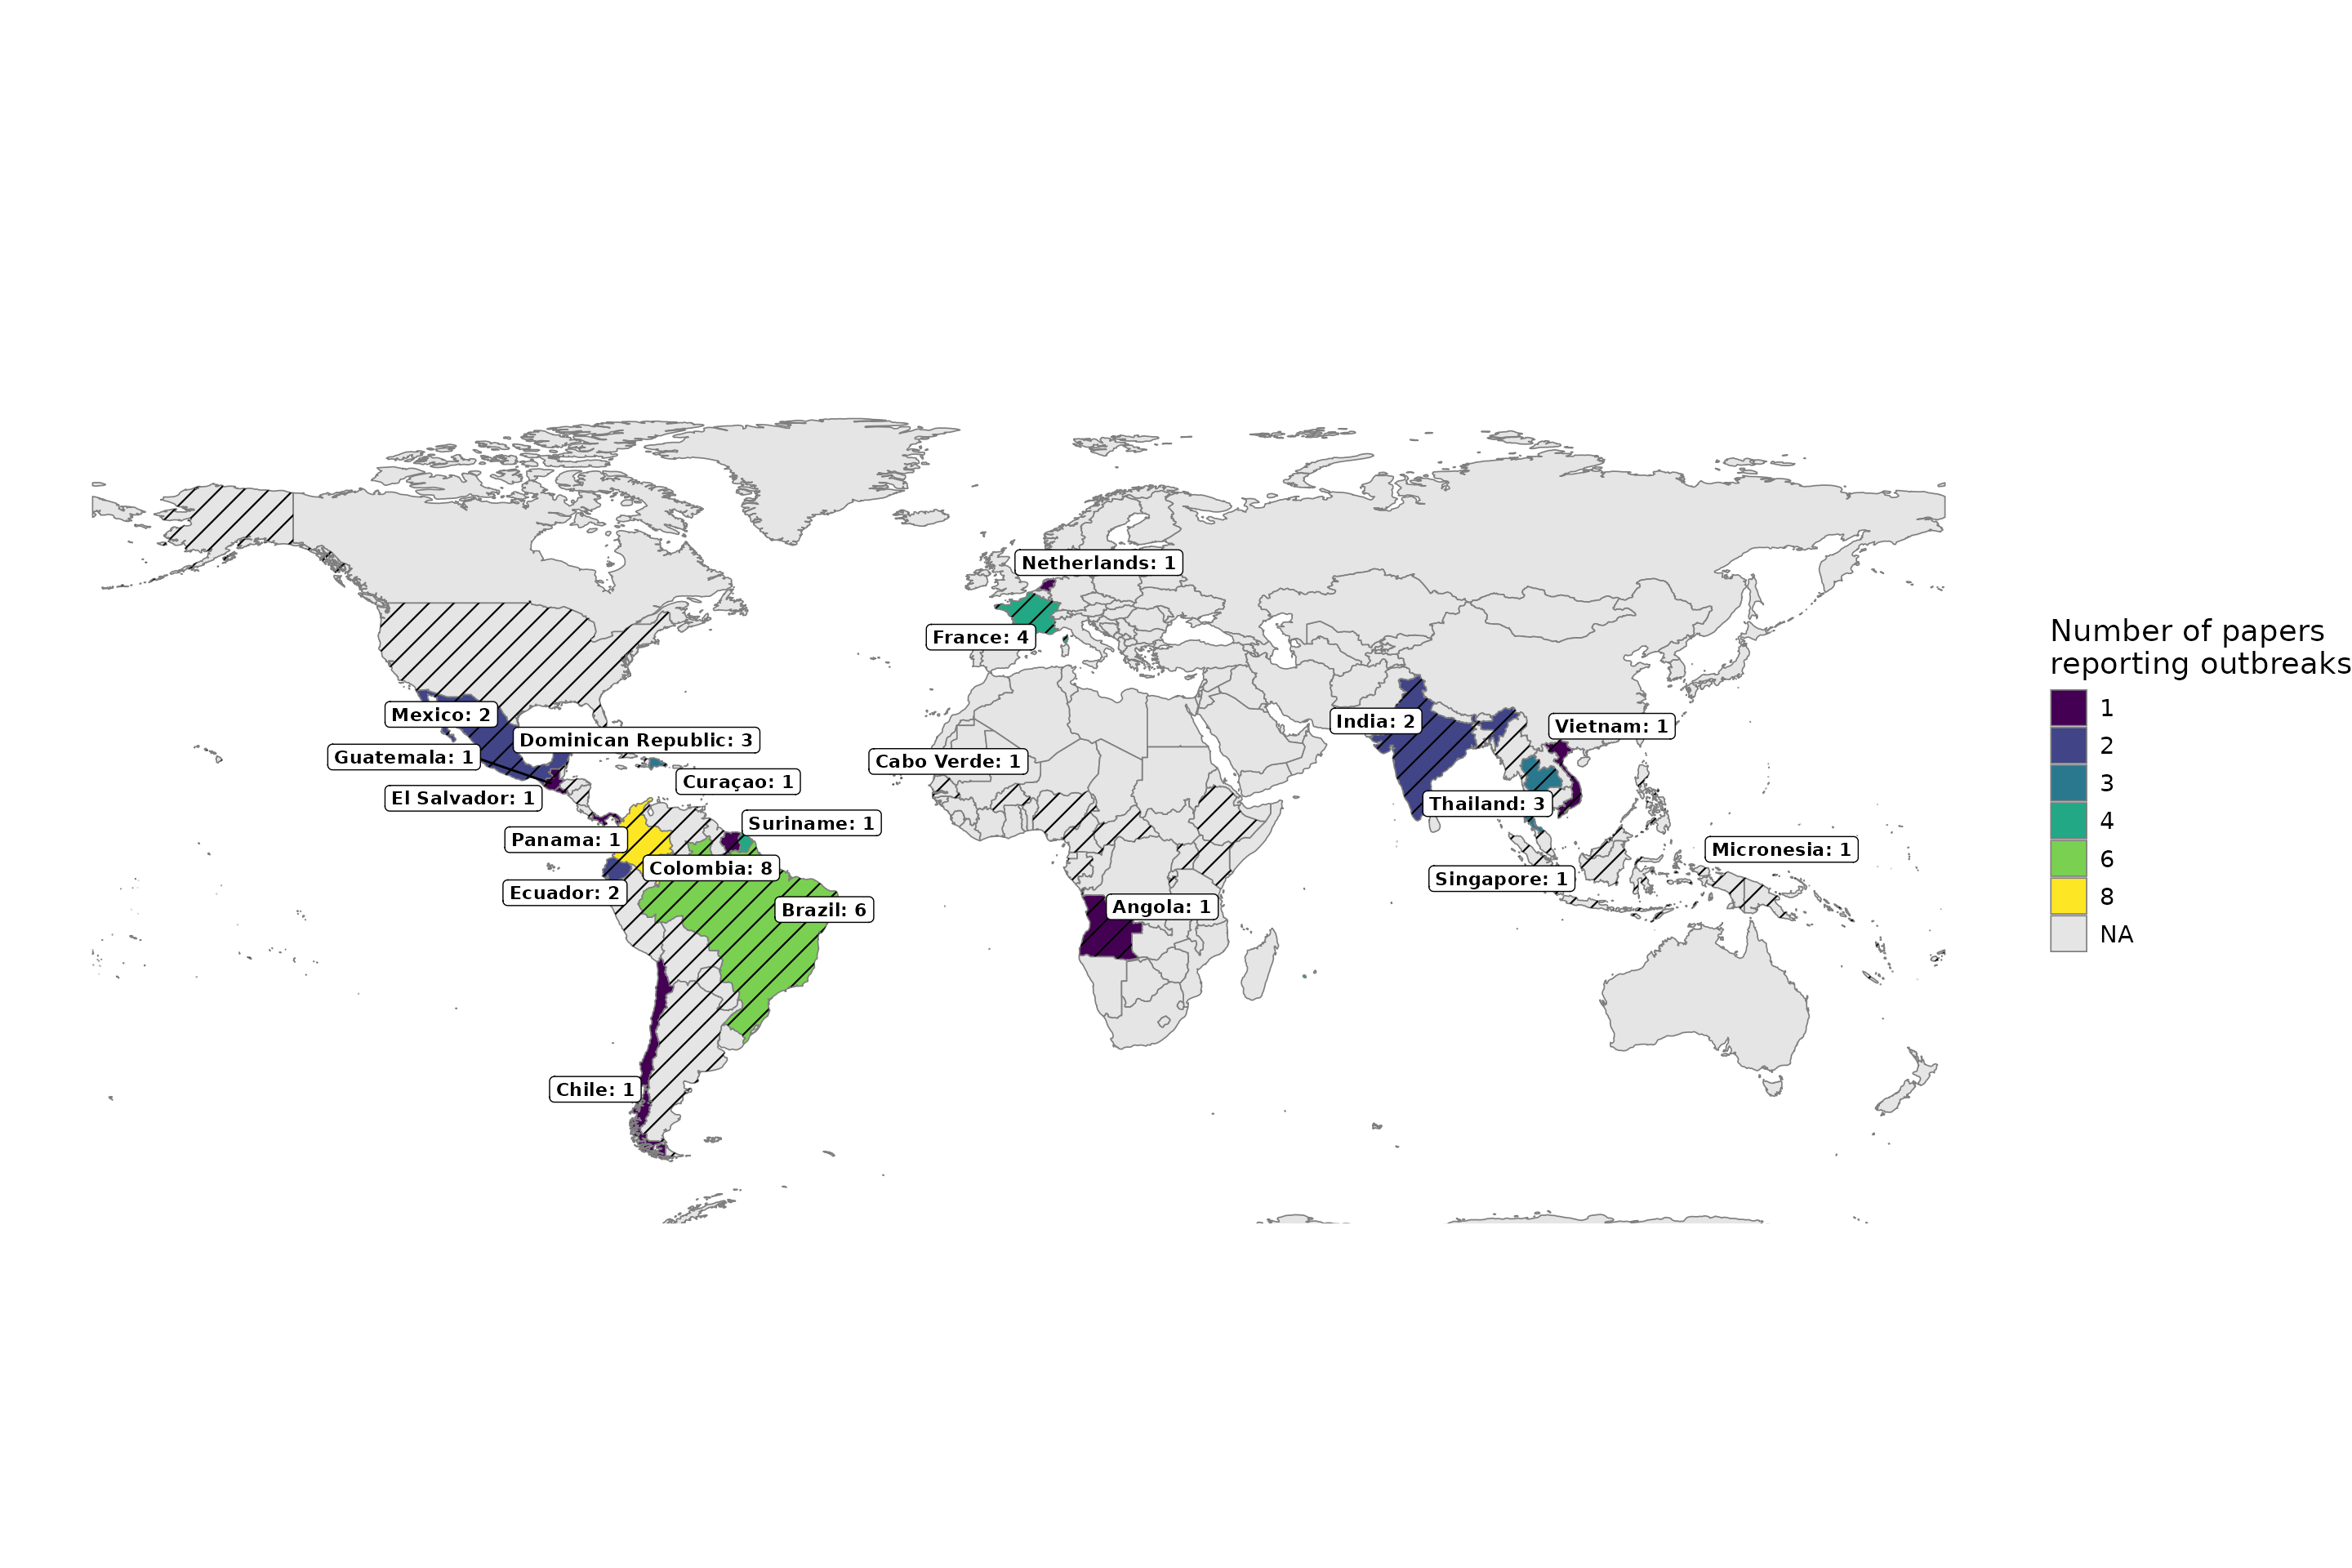 Netherlands: 1
France: 4
Mexico: 2
India: 2
Vietnam: 1
Dominican Republic: 3
Guatemala: 1
Cabo Verde: 1
Curaçao: 1
El Salvador: 1
Thailand: 3
Suriname: 1
Panama: 1
Micronesia: 1
Colombia: 8
Singapore: 1
Ecuador: 2
Angola: 1
Brazil: 6
Chile: 1
Number of papers
reporting outbreaks
1
2
3
4
6
8
NA